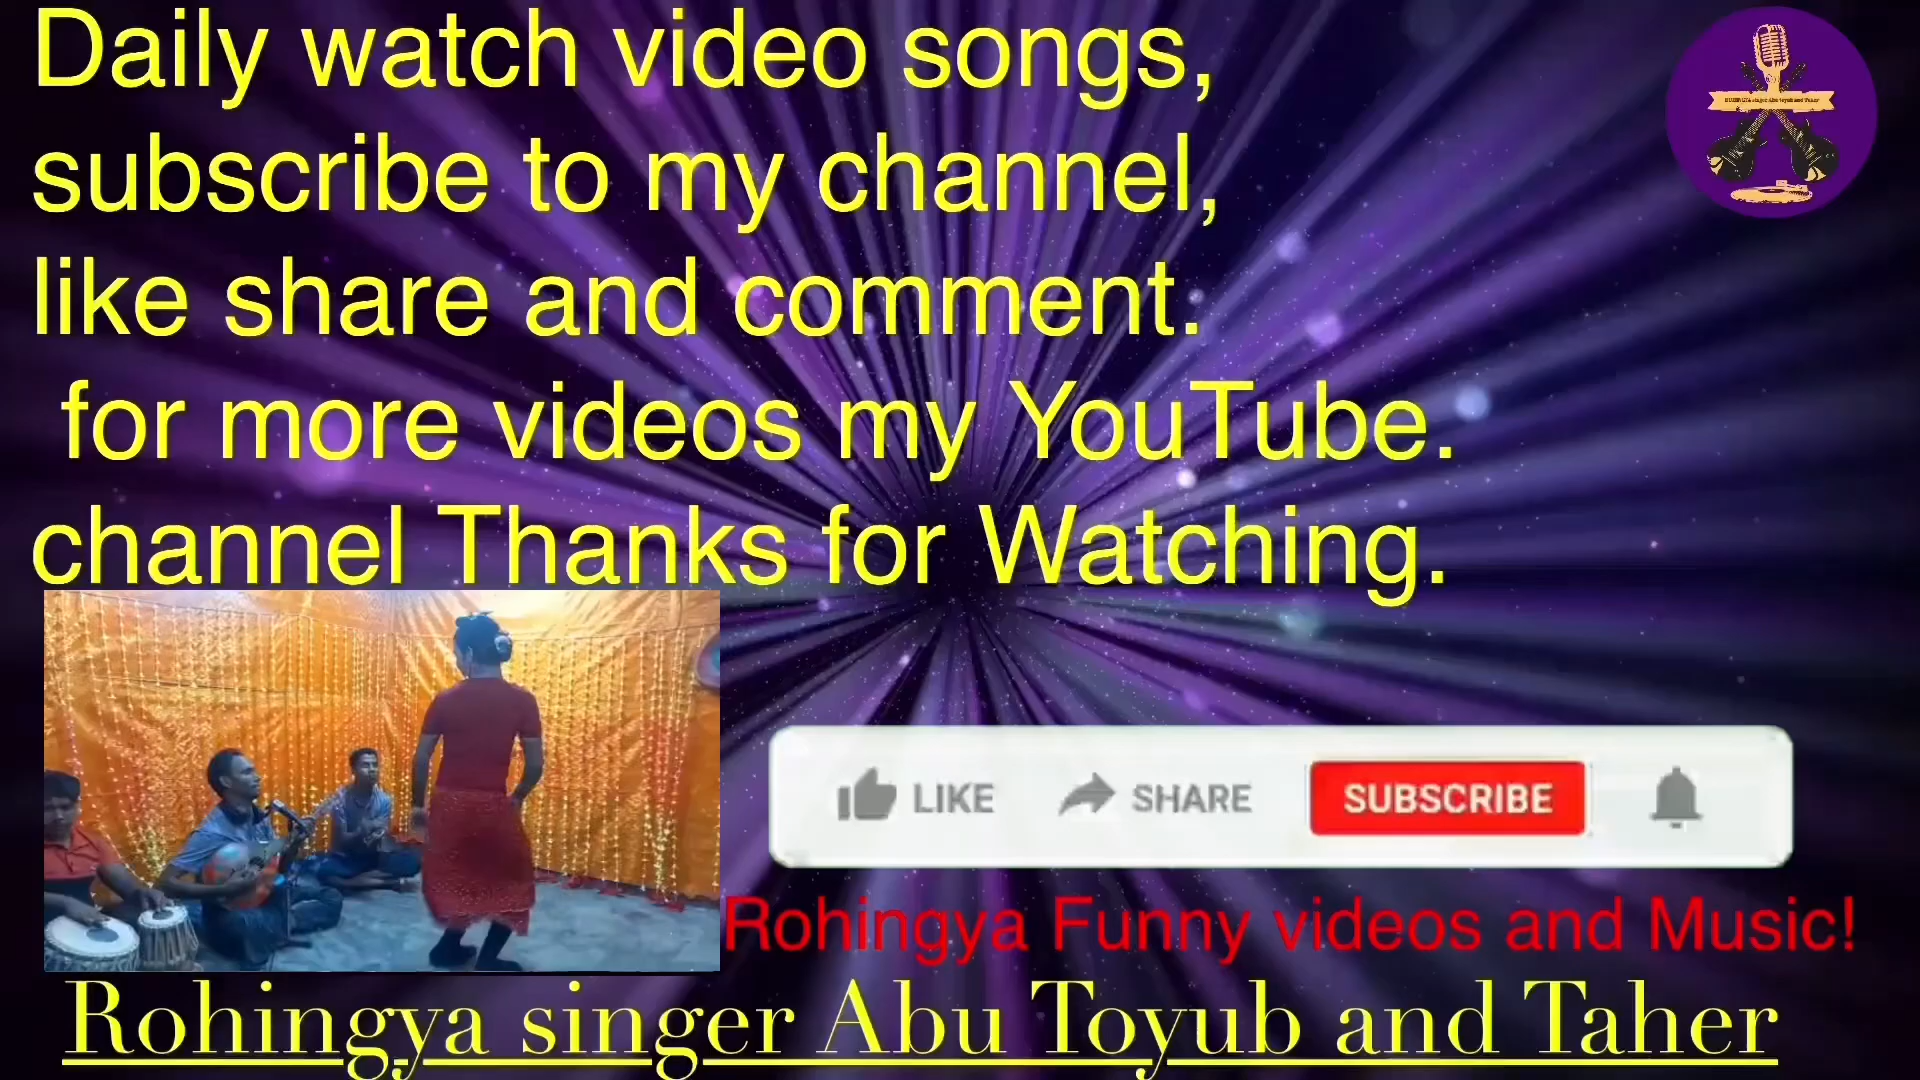 Daily watch video songs,
subscribe to my channel,
like share and comment.
for more videos my YouTube.
channel Thanks for Watching.
LIKE SHARE SUBSCRIBE
Rohingya Funny videos and Music!
Rohingya singer Abu Toyub and Taher